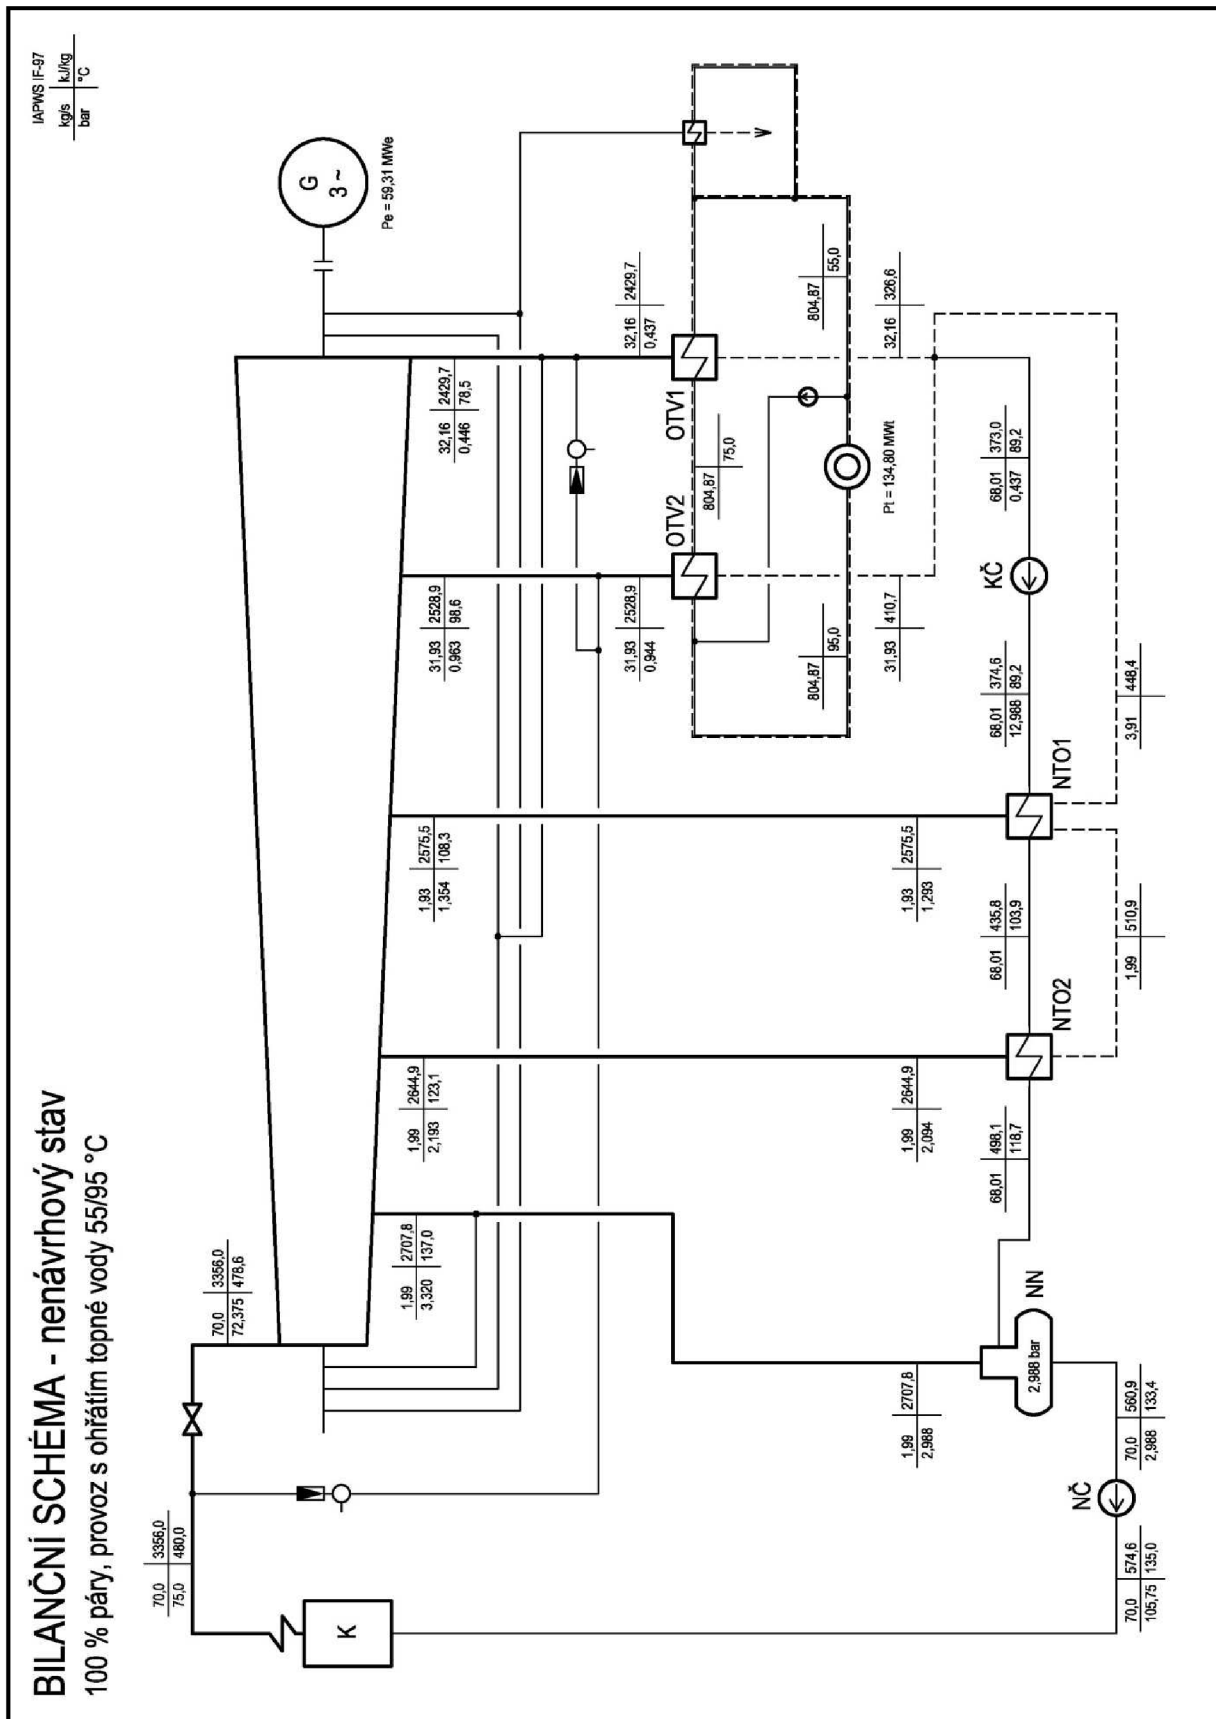 BILANČNÍ SCHÉMA - nenávrhový stav
100 % páry, provoz s ohřátím topné vody 55/95 °C
IAPWS IF-97
kg/s kJ/kg
bar °C
G
3 ~
Pe = 59,31 MWe
70,0 3356,0
75,0 480,0
70,0 3356,0
72,375 478,6
K
1,99 2707,8
3,320 137,0
1,99 2644,9
2,193 123,1
1,93 2575,5
1,354 108,3
31,93 2528,9
0,963 98,6
32,16 2429,7
0,446 78,5
31,93 2528,9
0,944
32,16 2429,7
0,437
OTV2
OTV1
804,87
75,0
804,87
95,0
804,87
55,0
Pt = 134,80 MWt
31,93 410,7
32,16 326,6
1,99 2707,8
2,988
1,99 2644,9
2,094
1,93 2575,5
1,293
68,01 498,1
118,7
68,01 435,8
103,9
68,01 374,6
12,988 89,2
68,01 373,0
0,437 89,2
KČ
NTO2
NTO1
1,99 510,9
3,91 448,4
NN
2,988 bar
70,0 560,9
2,988 133,4
NČ
70,0 574,6
105,75 135,0